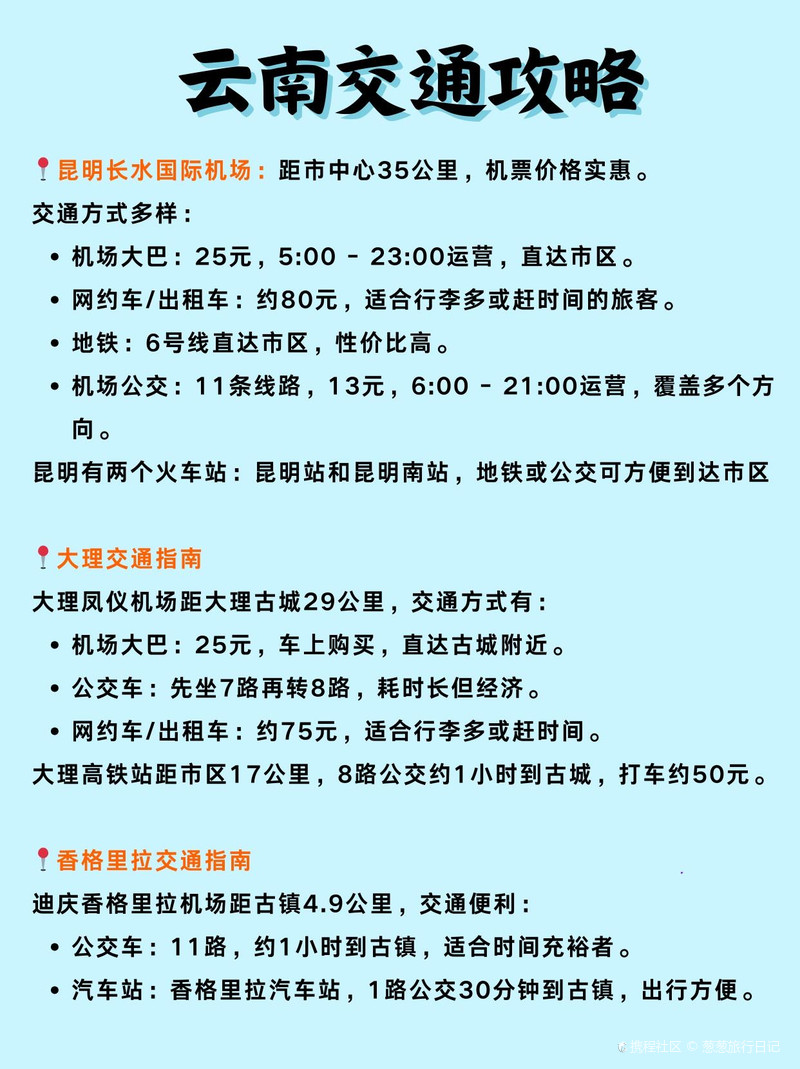 云南交通攻略
昆明长水国际机场：距市中心35公里，机票价格实惠。
交通方式多样：
• 机场大巴：25元，5:00 - 23:00运营，直达市区。
• 网约车/出租车：约80元，适合行李多或赶时间的旅客。
• 地铁：6号线直达市区，性价比高。
• 机场公交：11条线路，13元，6:00 - 21:00运营，覆盖多个方
向。
昆明有两个火车站：昆明站和昆明南站，地铁或公交可方便到达市区
大理交通指南
大理凤仪机场距大理古城29公里，交通方式有：
• 机场大巴：25元，车上购买，直达古城附近。
• 公交车：先坐7路再转8路，耗时长但经济。
• 网约车/出租车：约75元，适合行李多或赶时间。
大理高铁站距市区17公里，8路公交约1小时到古城，打车约50元。
香格里拉交通指南
迪庆香格里拉机场距古镇4.9公里，交通便利：
• 公交车：11路，约1小时到古镇，适合时间充裕者。
• 汽车站：香格里拉汽车站，1路公交30分钟到古镇，出行方便。
携程社区 © 葱葱旅行日记